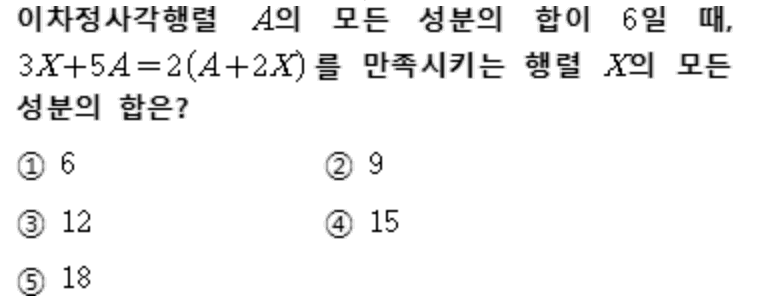 이차정사각행렬 A의 모든 성분의 합이 6일 때,
3X+5A=2(A+2X)를 만족시키는 행렬 X의 모든
성분의 합은?
① 6 ② 9
③ 12 ④ 15
⑤ 18